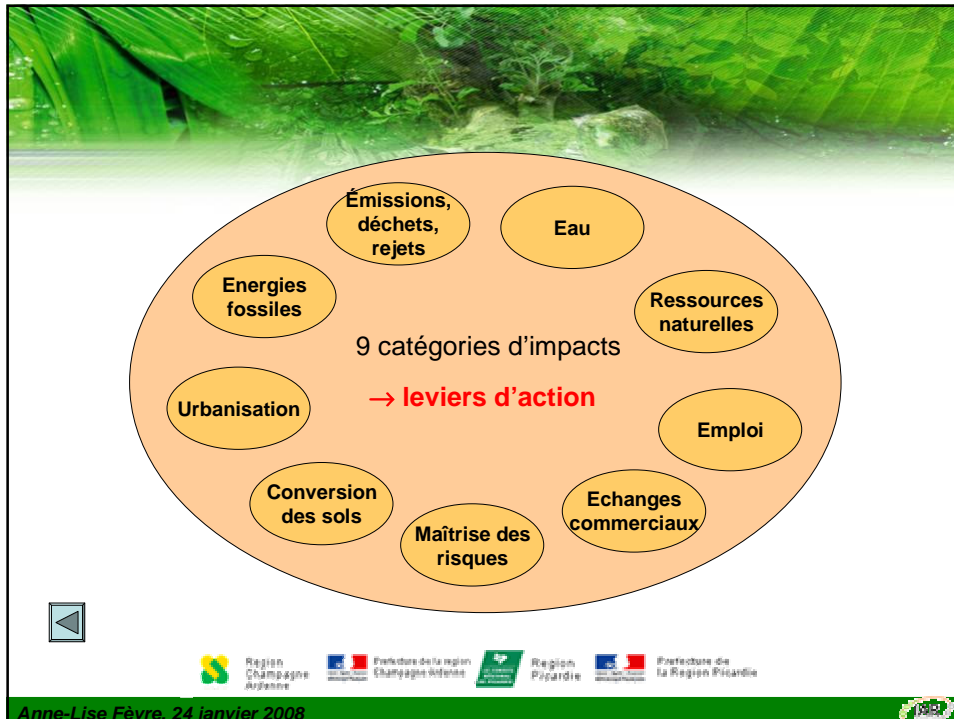 Émissions,
déchets,
rejets
Eau
Energies
fossiles
Ressources
naturelles
9 catégories d’impacts
→ leviers d’action
Urbanisation
Emploi
Conversion
des sols
Echanges
commerciaux
Maîtrise des
risques
Region
Champagne
Ardenne
Prefecture de la region
Champagne Ardenne
Region
Picardie
Prefecture de
la Region Picardie
Anne-Lise Fèvre, 24 janvier 2008